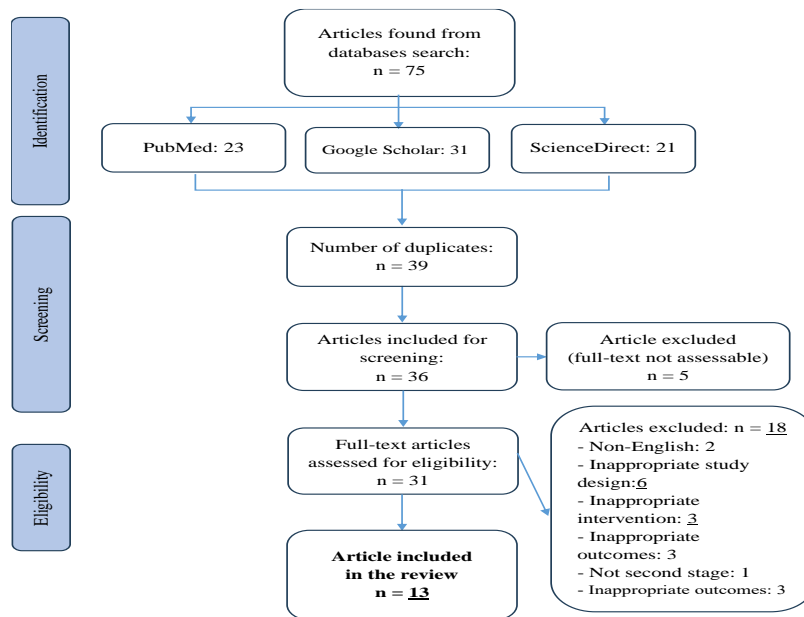 Identification
Articles found from
databases search:
n = 75
PubMed: 23
Google Scholar: 31
ScienceDirect: 21
Screening
Number of duplicates:
n = 39
Articles included for
screening:
n = 36
Article excluded
(full-text not assessable)
n = 5
Eligibility
Full-text articles
assessed for eligibility:
n = 31
Articles excluded: n = 18
- Non-English: 2
- Inappropriate study
design:6
- Inappropriate
intervention: 3
- Inappropriate
outcomes: 3
- Not second stage: 1
- Inappropriate outcomes: 3
Article included
in the review
n = 13